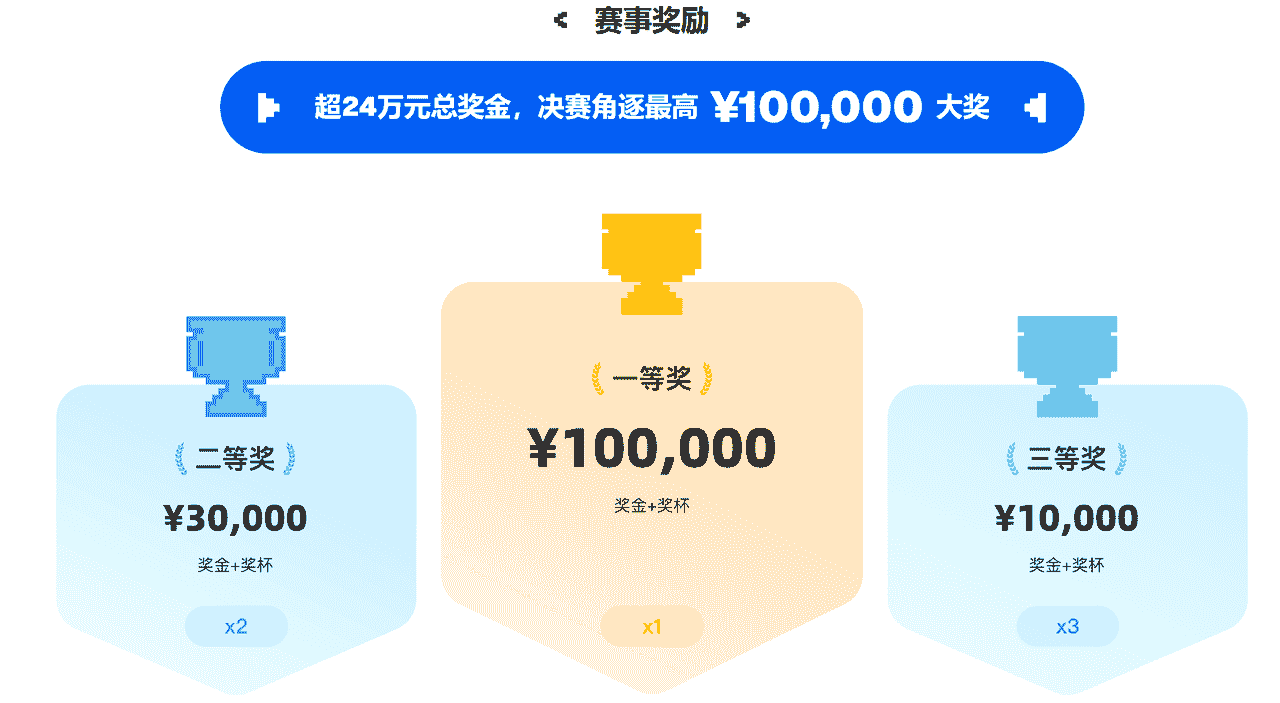 赛事奖励
超24万元总奖金，决赛角逐最高 ¥100,000 大奖
二等奖
¥30,000
奖金+奖杯
x2
一等奖
¥100,000
奖金+奖杯
x1
三等奖
¥10,000
奖金+奖杯
x3